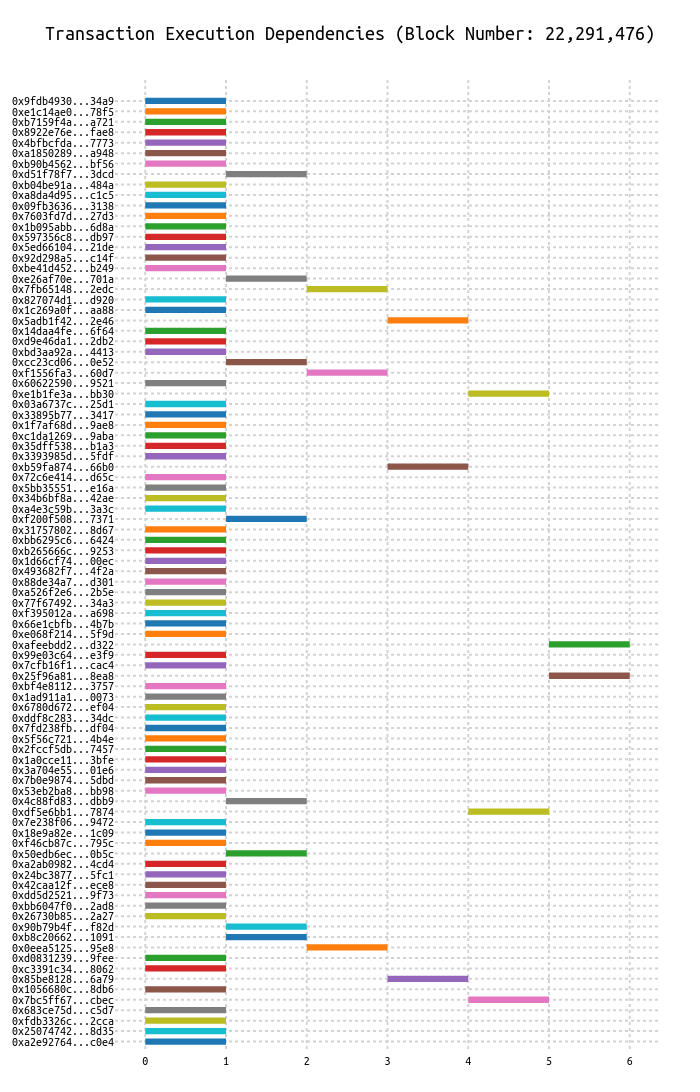 Transaction Execution Dependencies (Block Number: 22,291,476)
0x9fdb4930...34a9
0xe1c14ae0...78f5
0xb7159f4a...a721
0x8922e76e...fae8
0x4bfbcfda...7773
0xa1850289...a948
0xb90b4562...bf56
0xd51f78f7...3dcd
0xb04be91a...484a
0xa8da4d95...c1c5
0x09fb3636...3138
0x7603fd7d...27d3
0x1b095abb...6d8a
0x597356c8...db97
0x5ed66104...21de
0x92d298a5...c14f
0xbe41d452...b249
0xe26af70e...701a
0x7fb65148...2edc
0x827074d1...d920
0x1c269a0f...aa88
0x5adb1f42...2e46
0x14daa4fe...6f64
0xd9e46da1...2db2
0xbd3aa92a...4413
0xcc23cd06...0e52
0xf1556fa3...60d7
0x60622590...9521
0xe1b1fe3a...bb30
0x03a6737c...25d1
0x33895b77...3417
0x1f7af68d...9ae8
0xc1da1269...9aba
0x35dff538...b1a3
0x3393985d...5fdf
0xb59fa874...66b0
0x72c6e414...d65c
0x5bb35551...e16a
0x34b6bf8a...42ae
0xa4e3c59b...3a3c
0xf200f508...7371
0x31757802...8d67
0xbb6295c6...6424
0xb265666c...9253
0x1d66cf74...00ec
0x493682f7...4f2a
0x88de34a7...d301
0xa526f2e6...2b5e
0x77f67492...34a3
0xf395012a...a698
0x66e1cbfb...4b7b
0xe068f214...5f9d
0xafeebdd2...d322
0x99e03c64...e3f9
0x7cfb16f1...cac4
0x25f96a81...8ea8
0xbf4e8112...3757
0x1ad911a1...0073
0x6780d672...ef04
0xddf8c283...34dc
0x7fd238fb...df04
0x5f56c721...4b4e
0x2fccf5db...7457
0x1a0cce11...3bfe
0x3a704e55...01e6
0x7b0e9874...5dbd
0x53eb2ba8...bb98
0x4c88fd83...dbb9
0xdf5e6bb1...7874
0x7e238f06...9472
0x18e9a82e...1c09
0xf46cb87c...795c
0x50edb6ec...0b5c
0xa2ab0982...4cd4
0x24bc3877...5fc1
0x42caa12f...ece8
0xdd5d2521...9f73
0xbb6047f0...2ad8
0x26730b85...2a27
0x90b79b4f...f82d
0xb8c20662...1091
0x0eea5125...95e8
0xd0831239...9fee
0xc3391c34...8062
0x85be8128...6a79
0x1056680c...8db6
0x7bc5ff67...cbec
0x683ce75d...c5d7
0xfdb3326c...2cca
0x25074742...8d35
0xa2e92764...c0e4
0 1 2 3 4 5 6